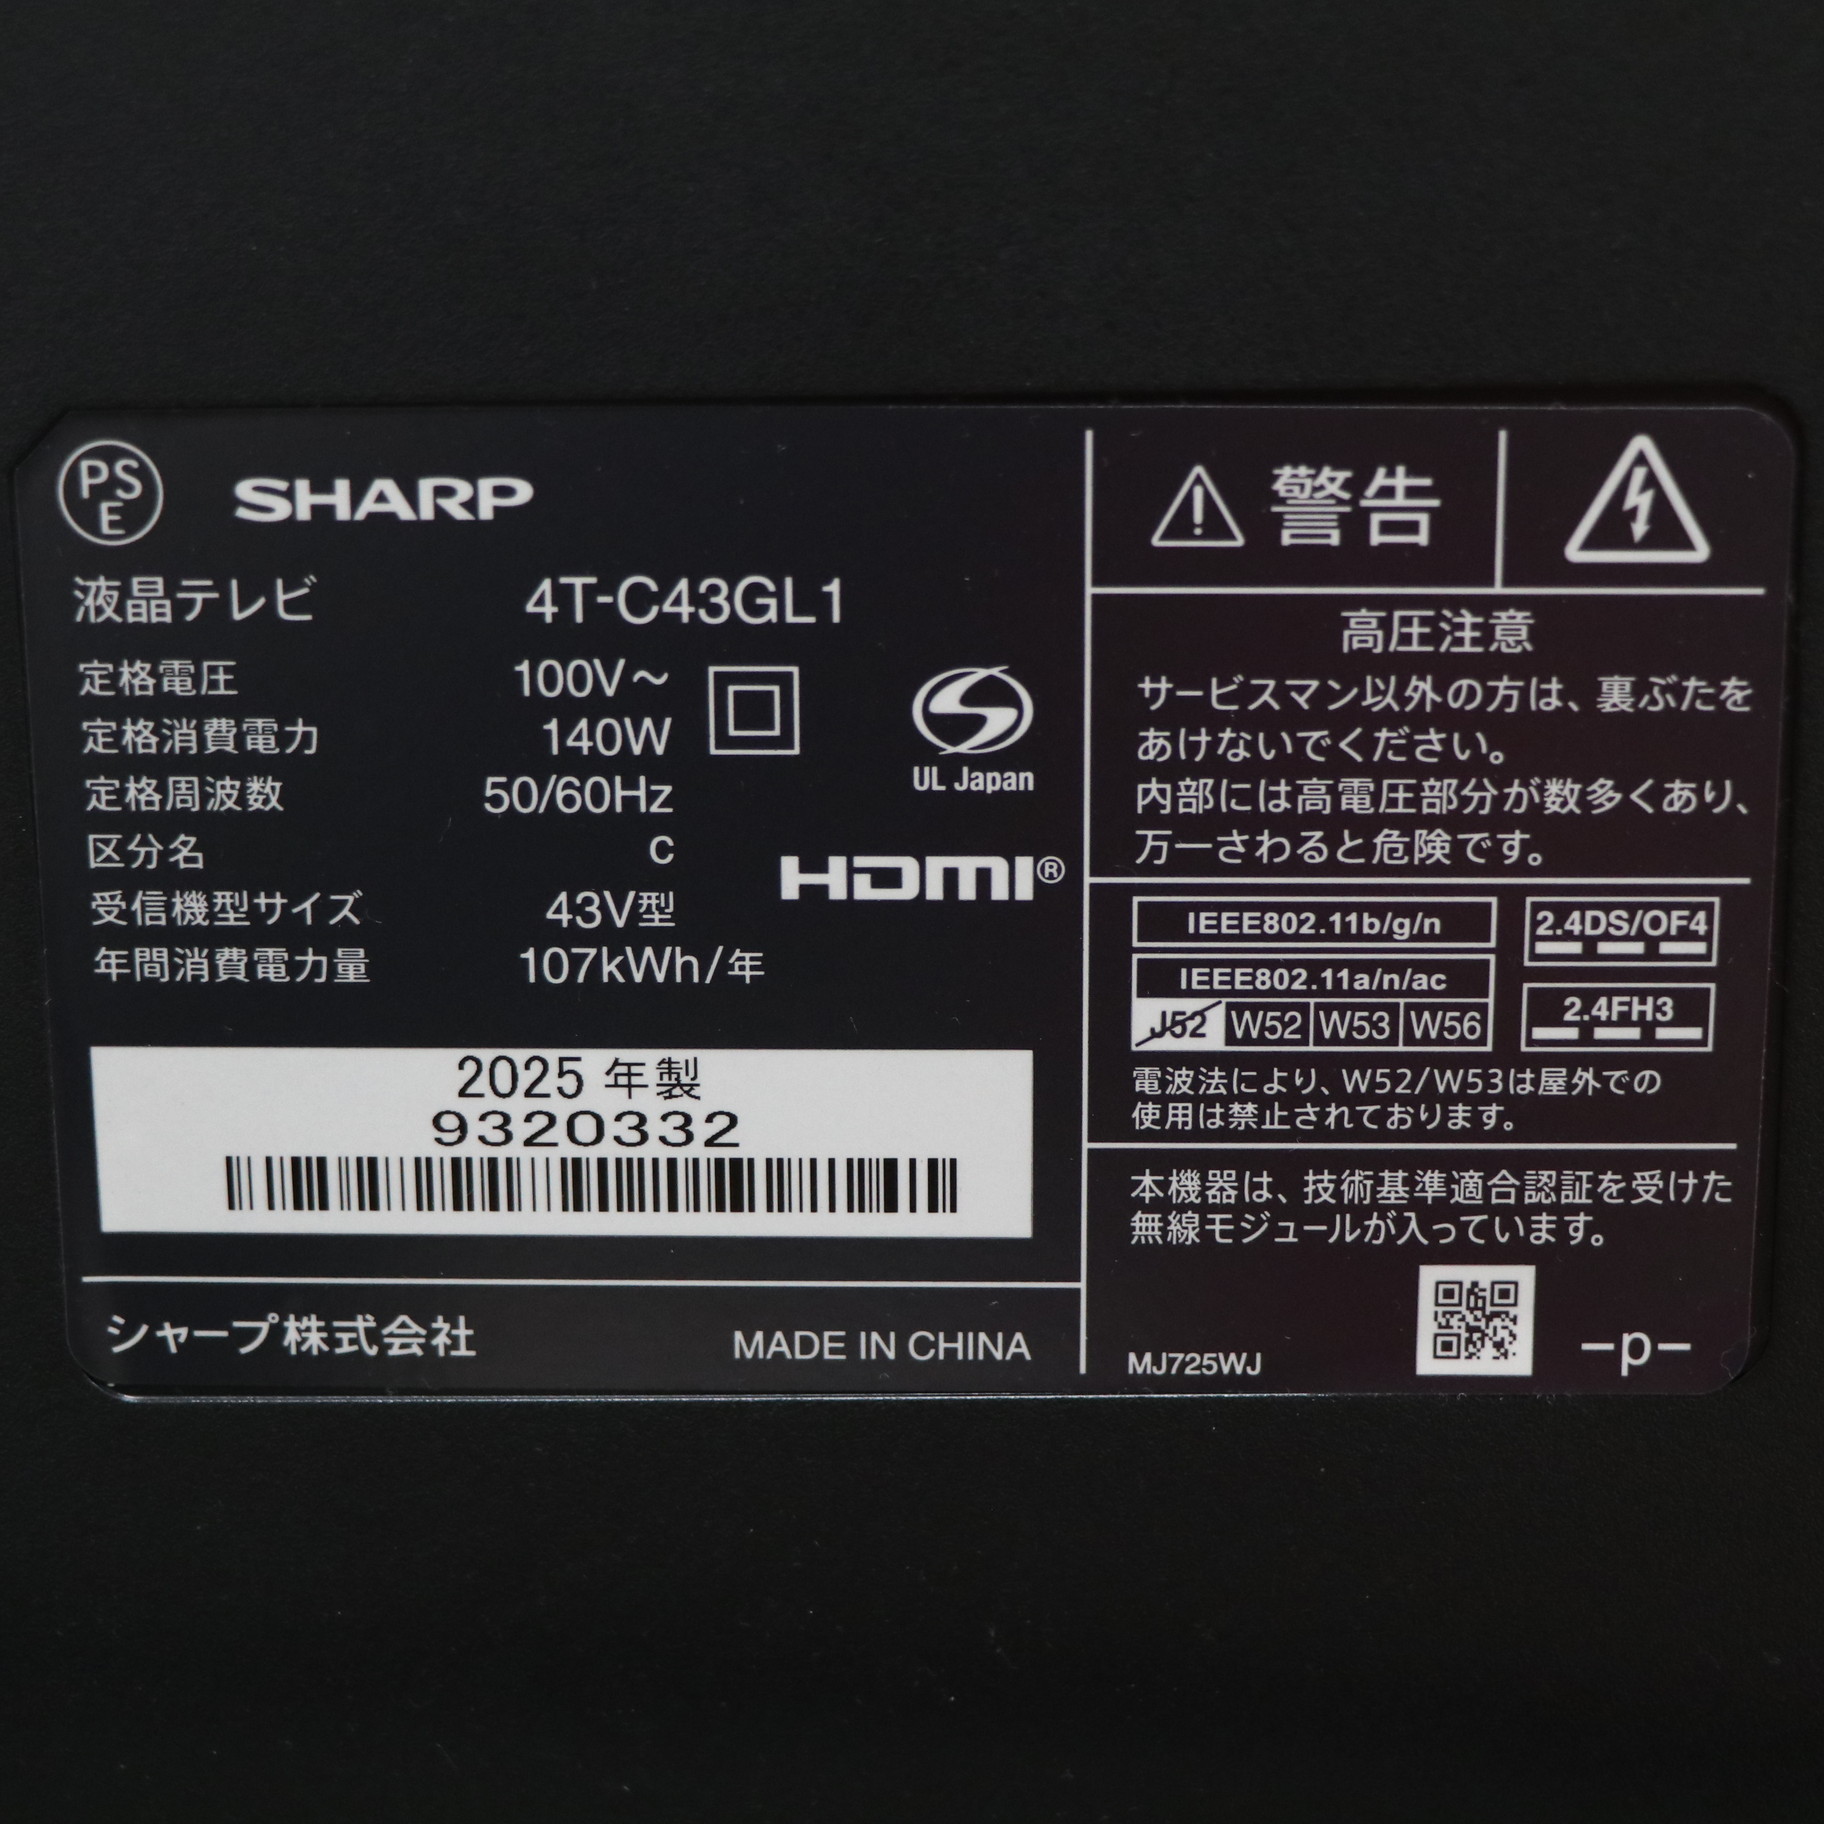 PS
E
SHARP
液晶テレビ 4T-C43GL1
定格電圧 100V～
定格消費電力 140W
定格周波数 50/60Hz
区分名 C
受信機型サイズ 43V型
年間消費電力量 107kWh/年
UL Japan
HDMI®
2025 年製
9320332
シャープ株式会社 MADE IN CHINA
警告
高圧注意
サービスマン以外の方は、裏ぶたを
あけないでください。
内部には高電圧部分が数多くあり、
万一さわると危険です。
IEEE802.11b/g/n
IEEE802.11a/n/ac
J52 W52 W53 W56
2.4DS/OF4
2.4FH3
電波法により、W52/W53は屋外での
使用は禁止されております。
本機器は、技術基準適合認証を受けた
無線モジュールが入っています。
MJ725WJ
-p-